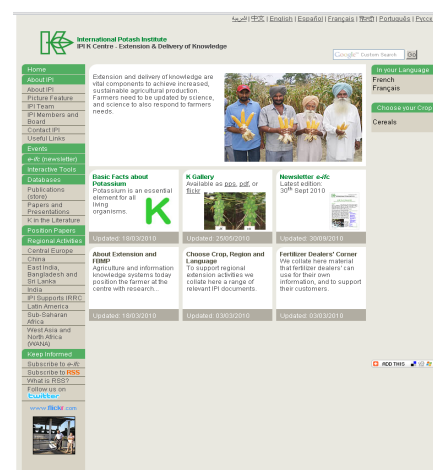 العربية | 中文 | English | Español | Français | हिन्दी | Português |
International Potash Institute
IPI K Centre - Extension & Delivery of Knowledge
Google™ Custom Search Go
Home
About IPI
About IPI
Picture Feature
IPI Team
IPI Members and
Board
Contact IPI
Useful Links
Events
e-ifc (newsletter)
Interactive Tools
Databases
Publications
(store)
Papers and
Presentations
K in the Literature
Position Papers
Regional Activities
Central Europe
China
East India,
Bangladesh and
Sri Lanka
India
IPI Supports IRRC
Latin America
Sub-Saharan
Africa
West Asia and
North Africa
(WANA)
Keep Informed
Subscribe to e-ifc
Subscribe to RSS
What is RSS?
Follow us on
twitter
www.flickr.com
Extension and delivery of knowledge are
vital components to achieve increased,
sustainable agricultural production.
Farmers need to be updated by science,
and science to also respond to farmers
needs.
Basic Facts about
Potassium
Potassium is an essential
element for all
living
organisms.
K
Updated: 18/03/2010
K Gallery
Available as pps, pdf, or
flickr
Updated: 25/05/2010
Newsletter e-ifc
Latest edition:
30th Sept 2010
Updated: 30/09/2010
About Extension and
FBMP
Agriculture and information
knowledge systems today
position the farmer at the
centre with research...
Updated: 18/03/2010
Choose Crop, Region and
Language
To support regional
extension activities we
collate here a range of
relevant IPI documents.
Updated: 03/03/2010
Fertilizer Dealers' Corner
We collate here material
that fertilizer dealers' can
use for their own
information, and to support
their customers.
Updated: 03/03/2010
In your Language
French
Français
Choose your Crop
Cereals
ADD THIS